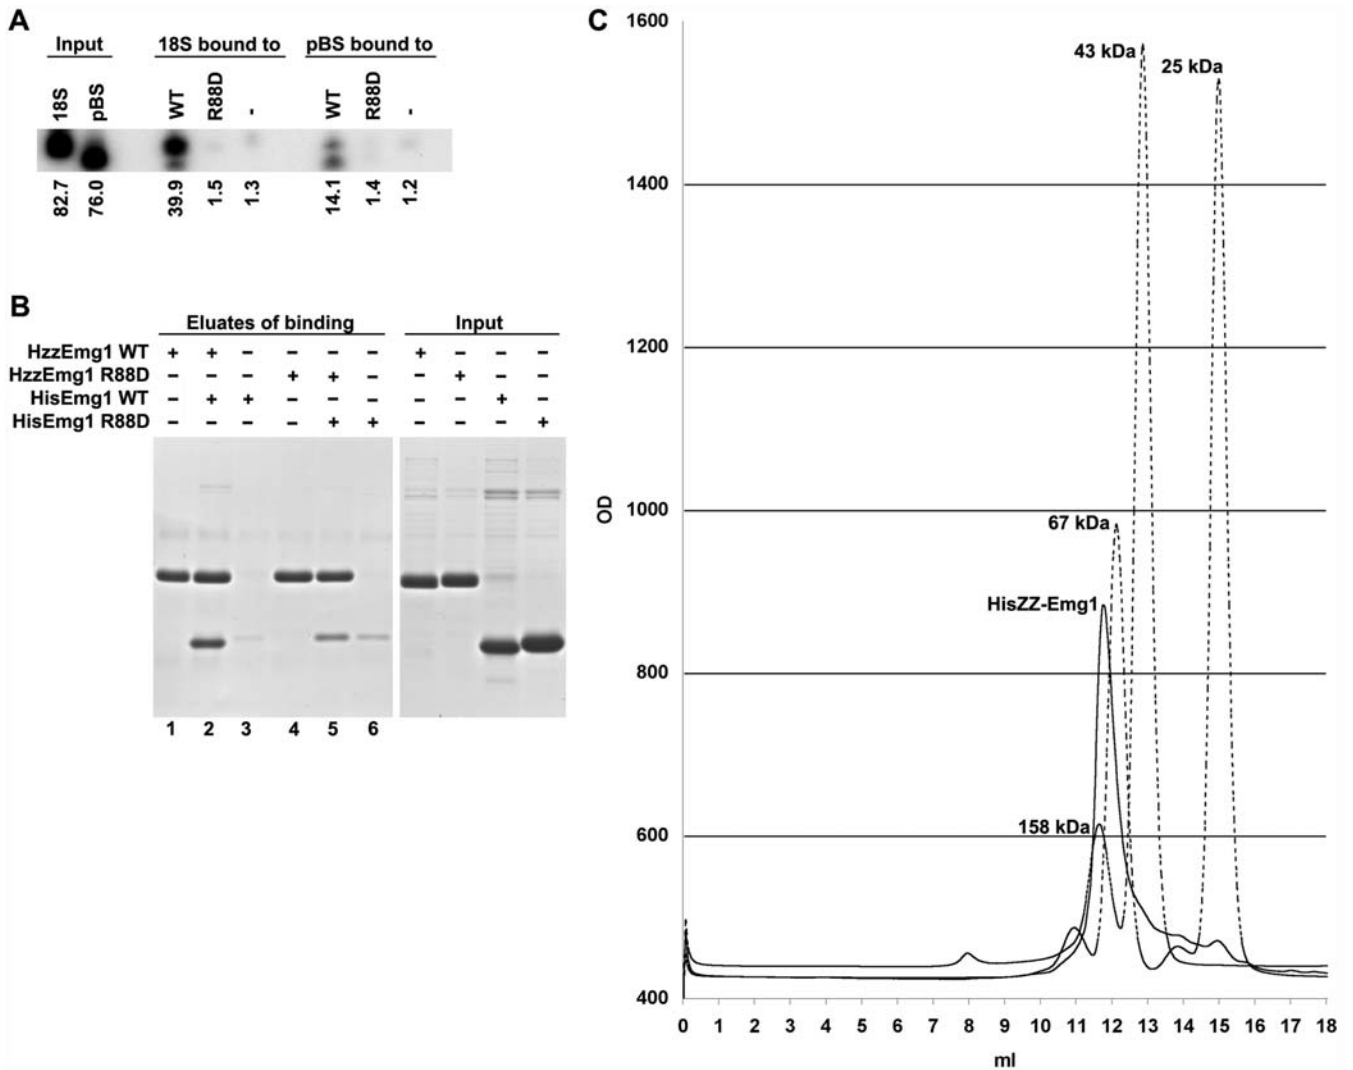 A
Input 18S bound to pBS bound to
18S pBS WT R88D - WT R88D -
82.7 76.0 39.9 1.5 1.3 14.1 1.4 1.2
B
Eluates of binding Input
HzzEmg1 WT + + – – – – + – – –
HzzEmg1 R88D – – – + + – – + – –
HisEmg1 WT – + + – – – – – + –
HisEmg1 R88D – – – – + + – – – +
1 2 3 4 5 6
C
1600
1400
1200
1000
800
600
400
OD
43 kDa
25 kDa
67 kDa
HisZZ-Emg1
158 kDa
0 1 2 3 4 5 6 7 8 9 10 11 12 13 14 15 16 17 18
ml